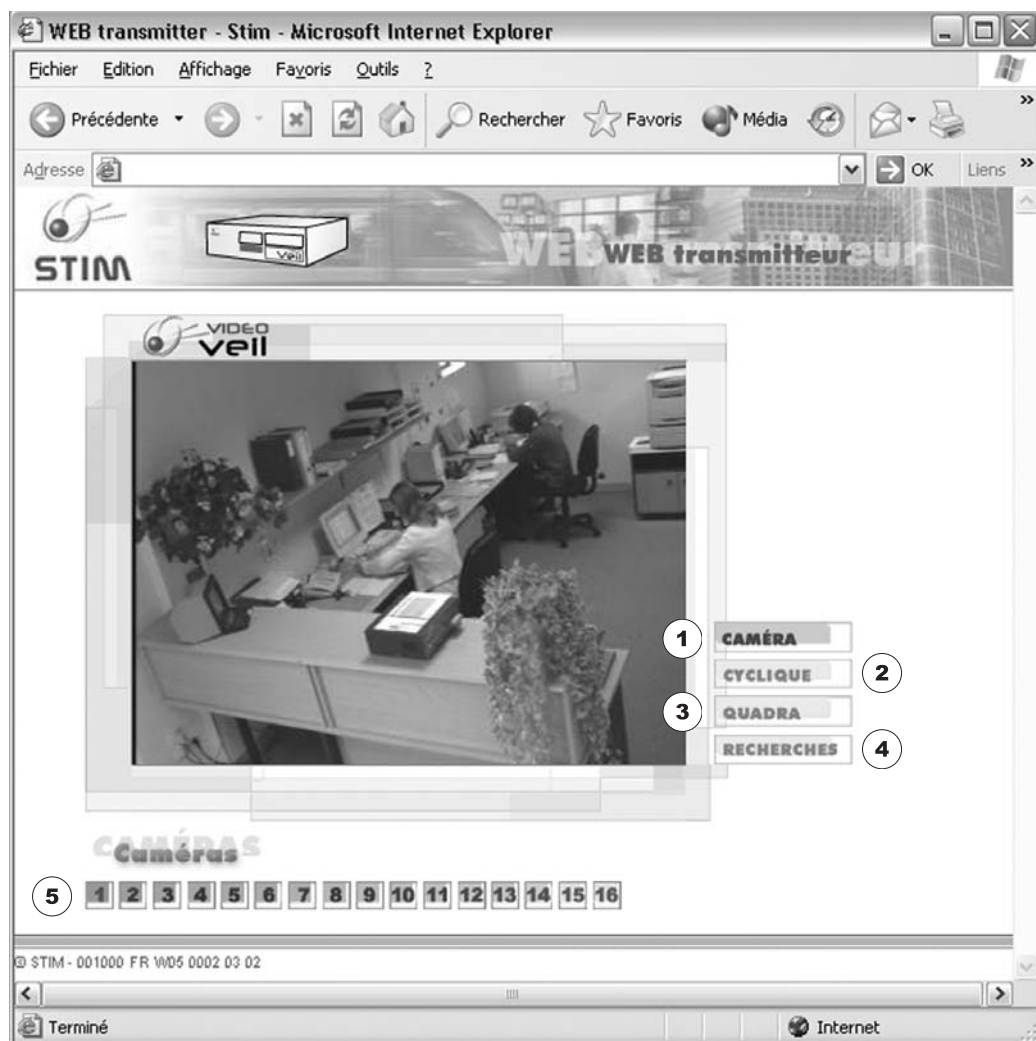 WEB transmitter - Stim - Microsoft Internet Explorer
Fichier Edition Affichage Favoris Outils ?
Précédente Rechercher Favoris Média »
Adresse OK Liens »
STIM
Veil
WEB transmitteur
VIDEO
veil
1 CAMÉRA
CYCLIQUE 2
3 QUADRA
RECHERCHES 4
CAMÉRAS
Caméras
5 1 2 3 4 5 6 7 8 9 10 11 12 13 14 15 16
© STIM - 001000 FR W05 0002 03 02
Terminé Internet